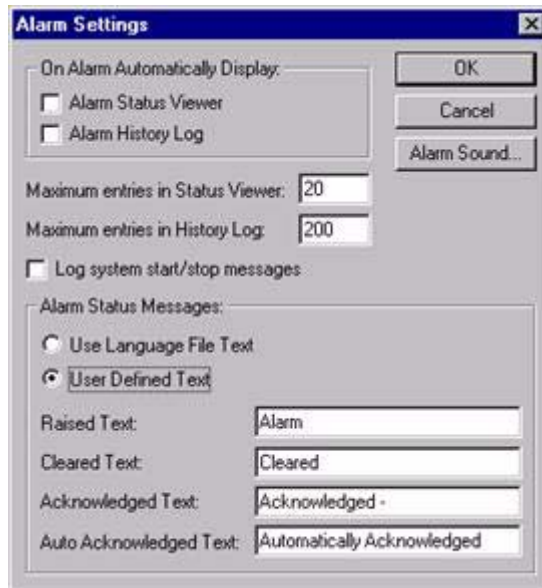 Alarm Settings
On Alarm Automatically Display:
OK
Alarm Status Viewer
Cancel
Alarm History Log
Alarm Sound...
Maximum entries in Status Viewer: 20
Maximum entries in History Log: 200
Log system start/stop messages
Alarm Status Messages:
Use Language File Text
User Defined Text
Raised Text: Alarm
Cleared Text: Cleared
Acknowledged Text: Acknowledged -
Auto Acknowledged Text: Automatically Acknowledged